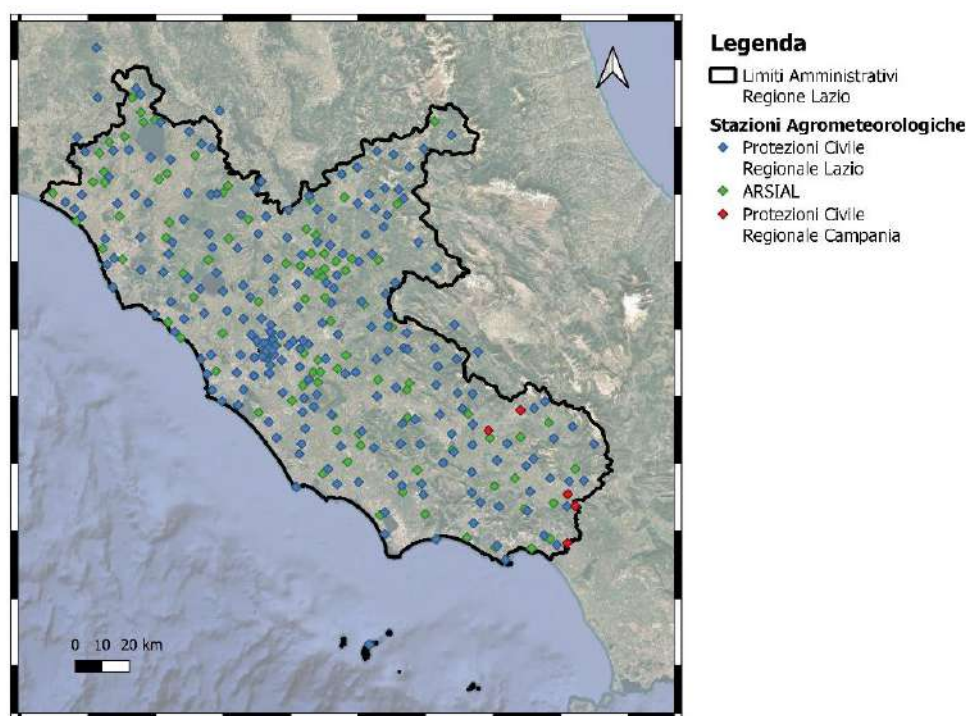 Legenda
Limiti Amministrativi
Regione Lazio
Stazioni Agrometeorologiche
Protezioni Civile
Regionale Lazio
ARSIAL
Protezioni Civile
Regionale Campania
0 10 20 km